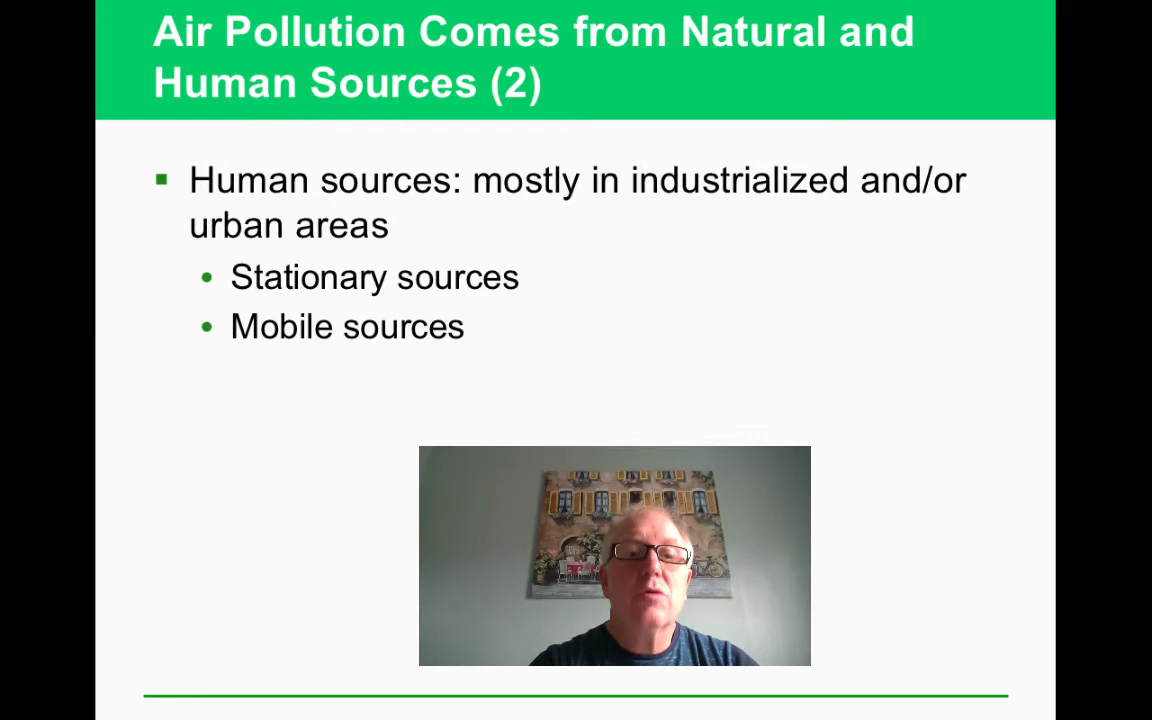 Air Pollution Comes from Natural and
Human Sources (2)
Human sources: mostly in industrialized and/or
urban areas
Stationary sources
Mobile sources